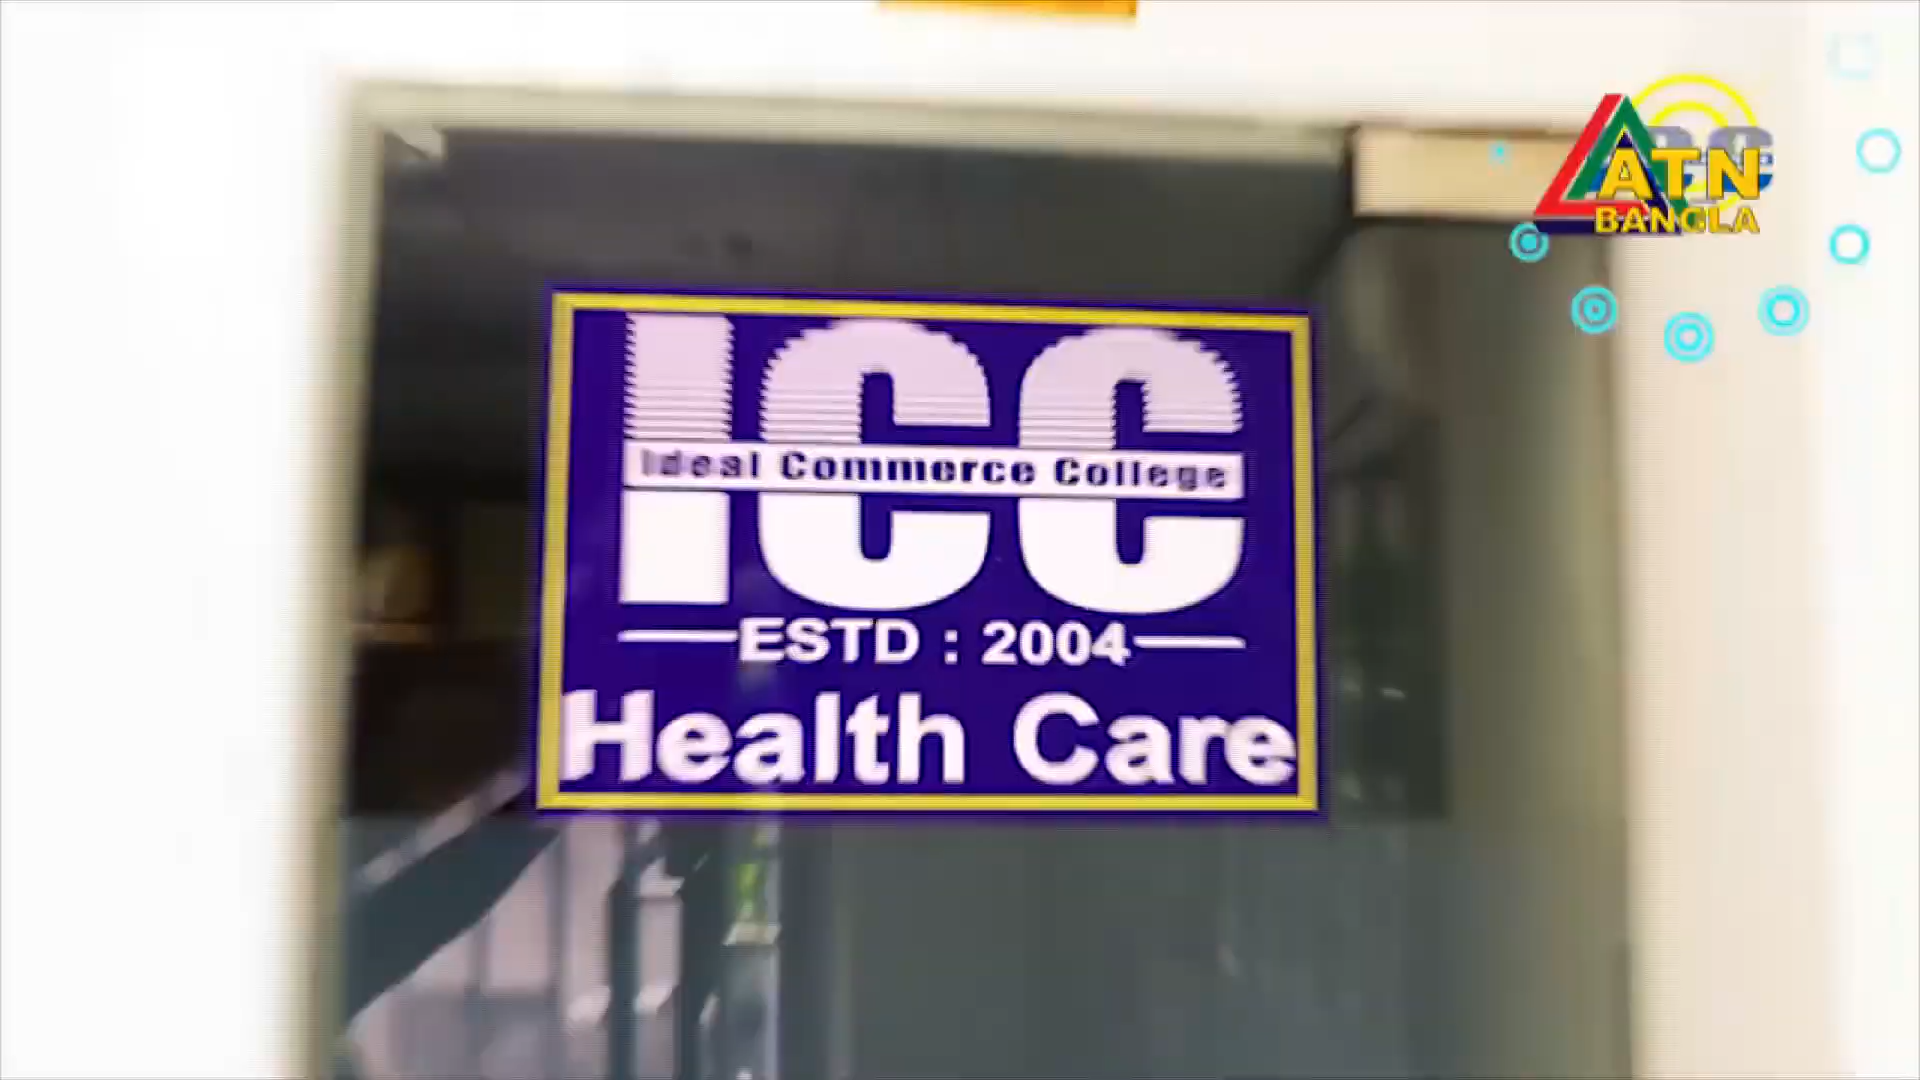 ATN
BANGLA
ICC
Ideal Commerce College
ESTD : 2004
Health Care